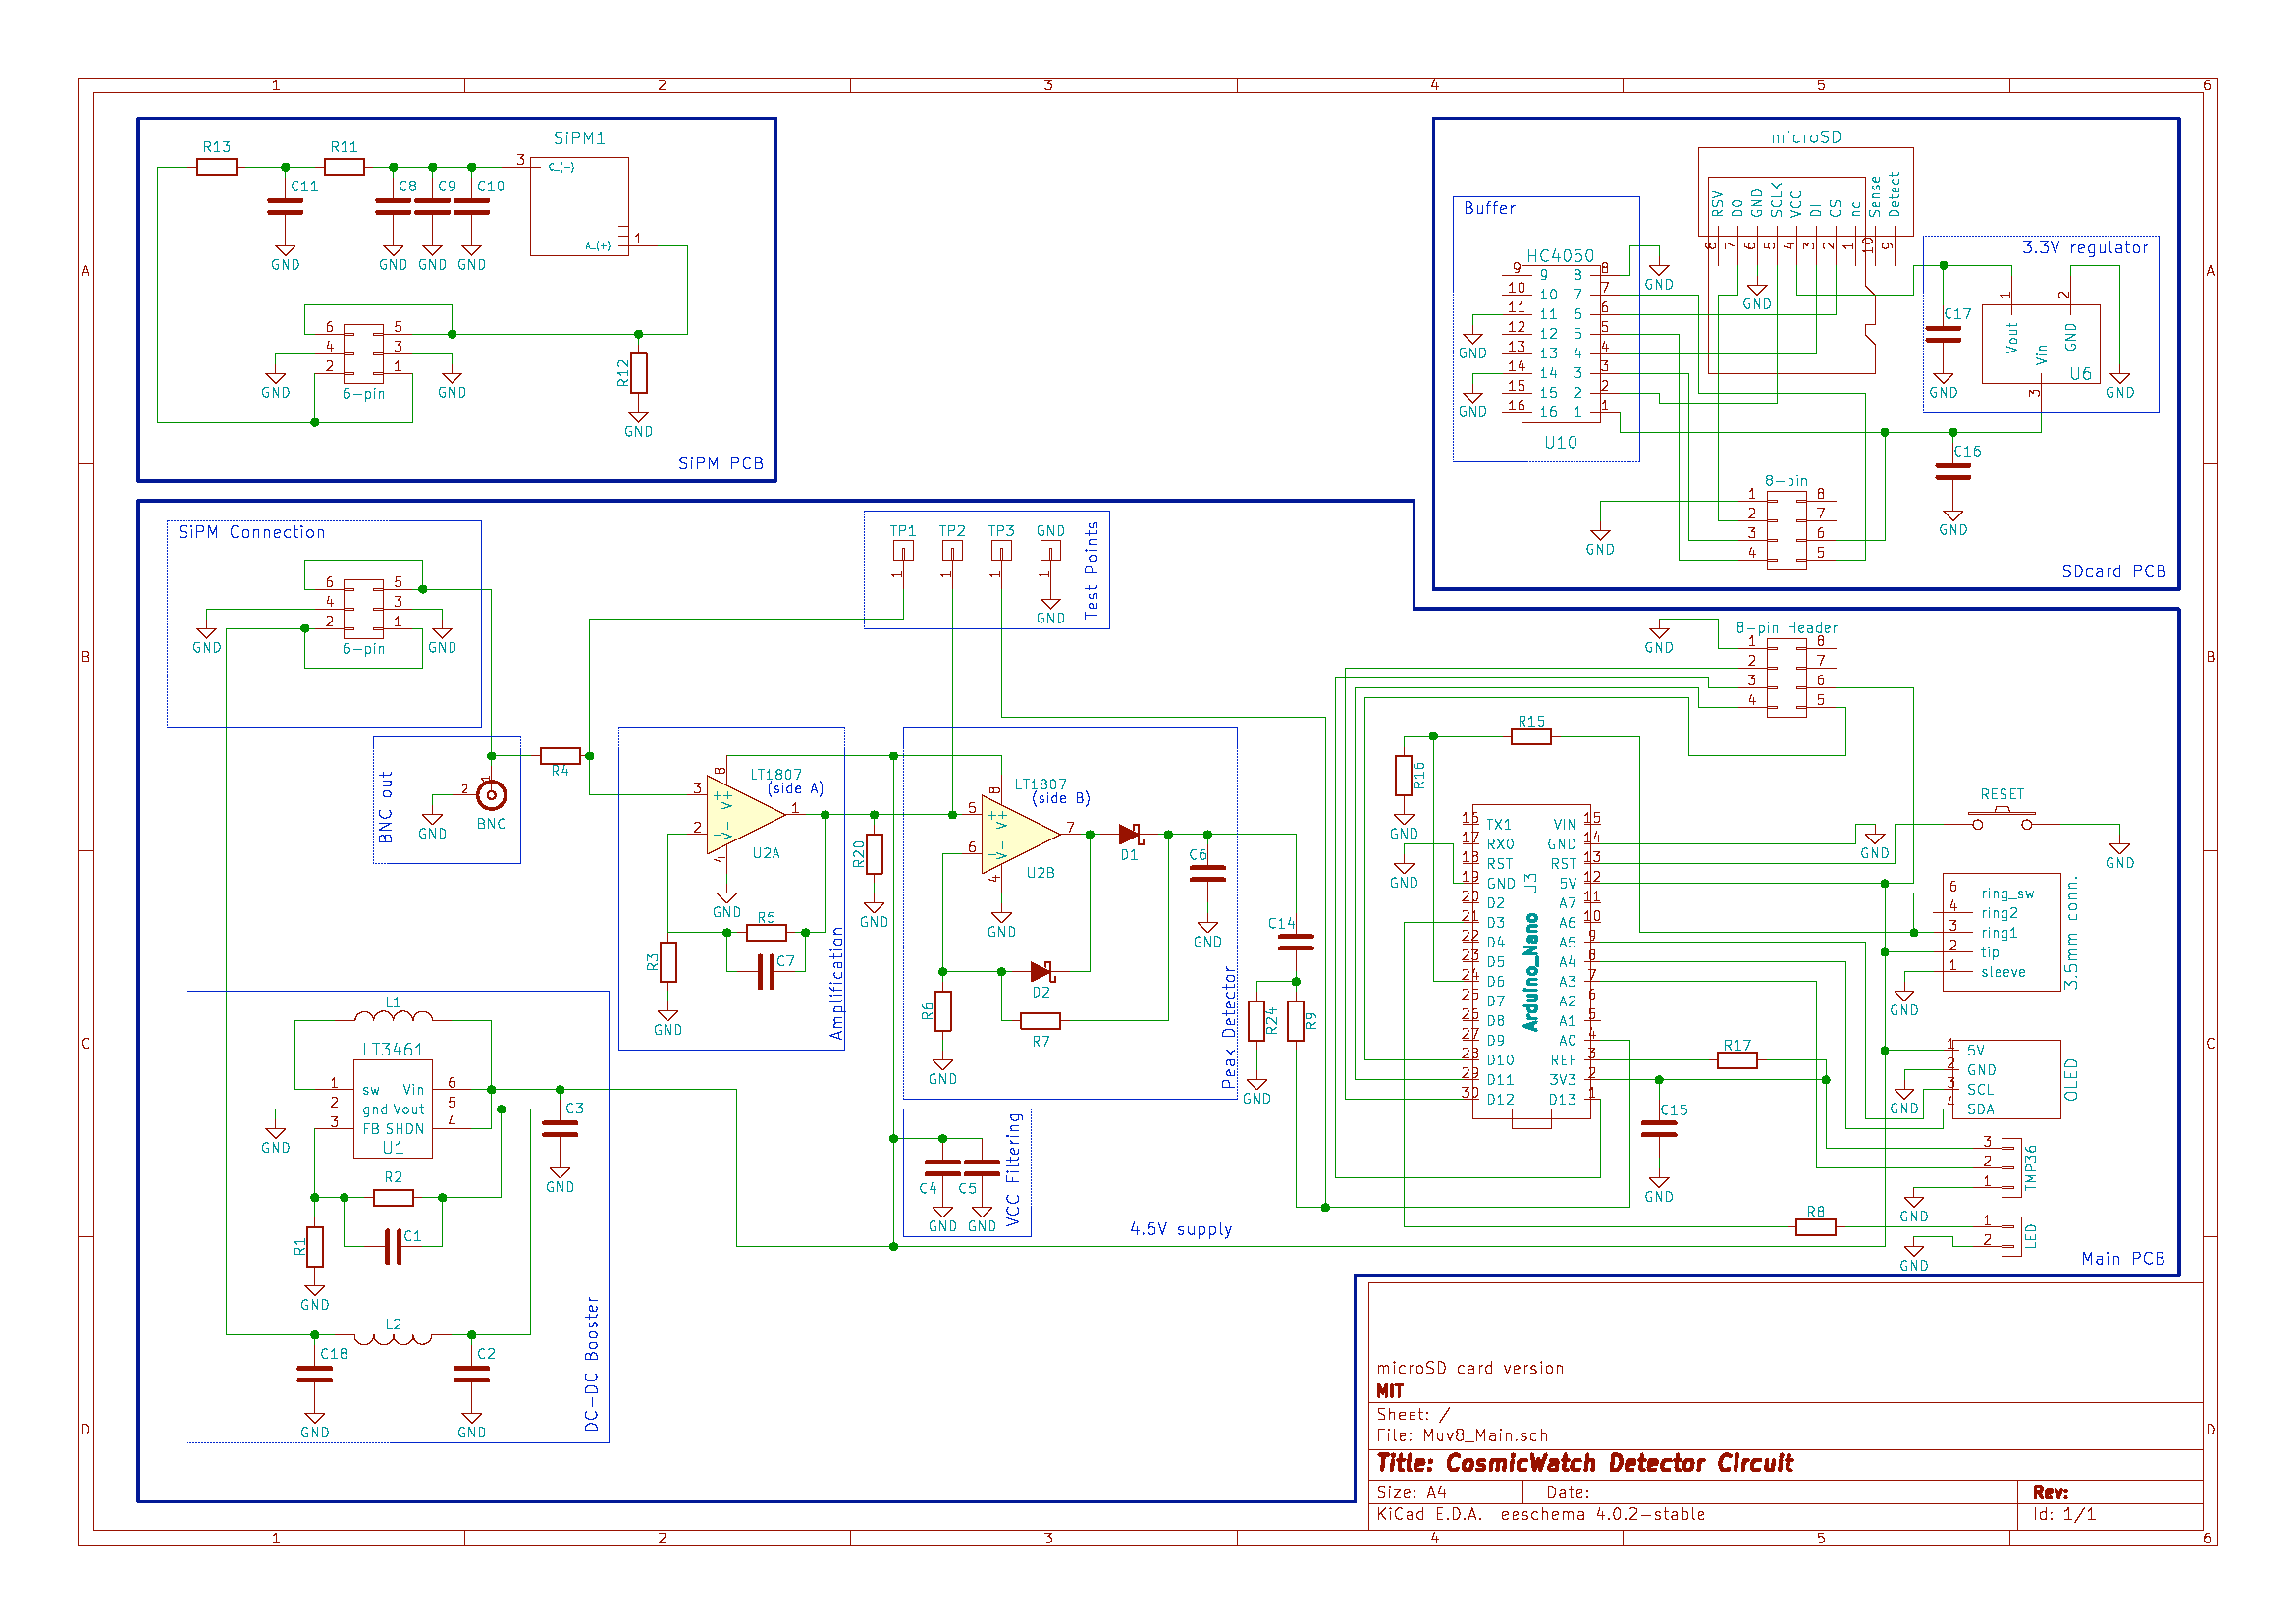 1 2 3 4 5 6
A
B
C
D
R13
R11
SiPM1
3
C_(-)
C11
C8
C9
C10
GND
GND
GND
GND
A_(+)
1
6
5
4
3
2
1
GND
6-pin
GND
R12
GND
SiPM PCB
microSD
RSV
DO
GND
SCLK
VCC
DI
CS
nc
Sense
Detect
8
7
6
5
4
3
2
1
10
9
Buffer
HC4050
9 9 8 8
10 10 7 7
11 11 6 6
12 12 5 5
13 13 4 4
14 14 3 3
15 15 2 2
16 16 1 1
U10
GND
GND
GND
GND
3.3V regulator
C17
GND
1
2
Vout
Vin
GND
U6
3
GND
C16
GND
8-pin
1 8
2 7
3 6
4 5
GND
SDcard PCB
SiPM Connection
6 5
4 3
2 1
GND
6-pin
GND
TP1
TP2
TP3
GND
1
1
1
1
GND
Test Points
BNC out
2
1
GND
BNC
R4
LT1807
(side A)
8
3
++
V+
1
2
V-
4
U2A
GND
R5
C7
R3
GND
Amplification
R20
GND
LT1807
(side B)
8
5
++
V+
7
6
V-
4
U2B
GND
D1
C6
GND
D2
R6
GND
R7
Peak Detector
C14
R24
R9
GND
L1
LT3461
1 sw Vin 6
2 gnd Vout 5
3 FB SHDN 4
U1
GND
C3
GND
R2
C1
R1
GND
L2
C18
GND
C2
GND
DC-DC Booster
C4
C5
GND
GND
VCC Filtering
4.6V supply
8-pin Header
1 8
2 7
3 6
4 5
GND
R15
R16
GND
GND
15 TX1 VIN 15
17 RX0 GND 14
18 RST RST 13
19 GND 5V 12
20 D2 A7 11
21 D3 A6 10
22 D4 A5 9
23 D5 A4 8
24 D6 A3 7
25 D7 A2 6
26 D8 A1 5
27 D9 A0 4
28 D10 REF 3
29 D11 3V3 2
30 D12 D13 1
U3
Arduino_Nano
GND
RESET
GND
6 ring_sw
4 ring2
3 ring1
2 tip
1 sleeve
3.5mm conn.
GND
R17
C15
GND
1 5V
2 GND
3 SCL
4 SDA
OLED
GND
3
2
1
TMP36
GND
R8
1
2
LED
GND
Main PCB
microSD card version
MIT
Sheet: /
File: Muv8_Main.sch
Title: CosmicWatch Detector Circuit
Size: A4
Date:
Rev:
KiCad E.D.A. eeschema 4.0.2-stable
Id: 1/1
A
B
C
D
1 2 3 4 5 6